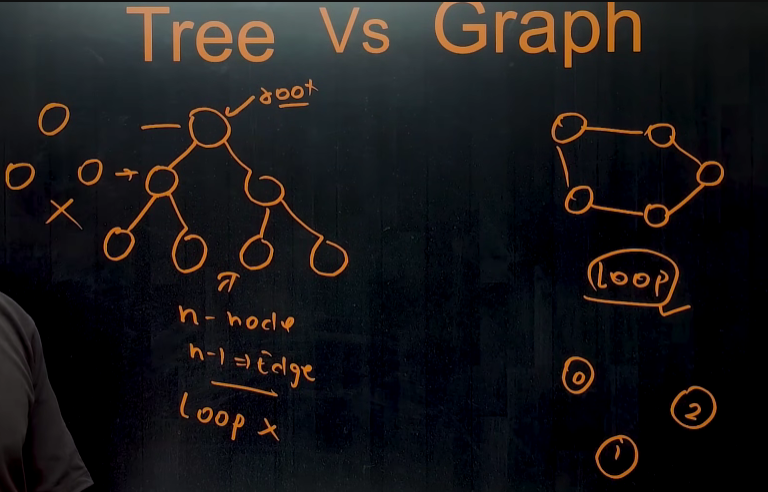 Tree Vs Graph
root
n - node
n-1 => Edge
Loop x
Loop
0
2
1